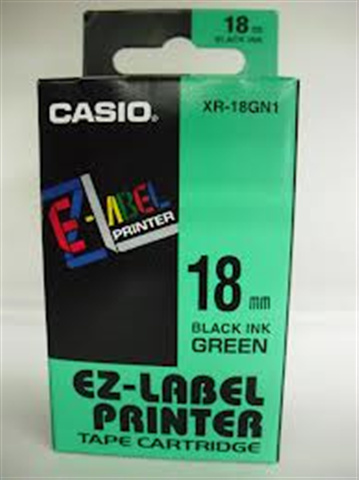 18 mm
BLACK INK
CASIO®
XR-18GN1
EZ-LABEL
PRINTER
18 mm
BLACK INK
GREEN
EZ-LABEL
PRINTER
TAPE CARTRIDGE